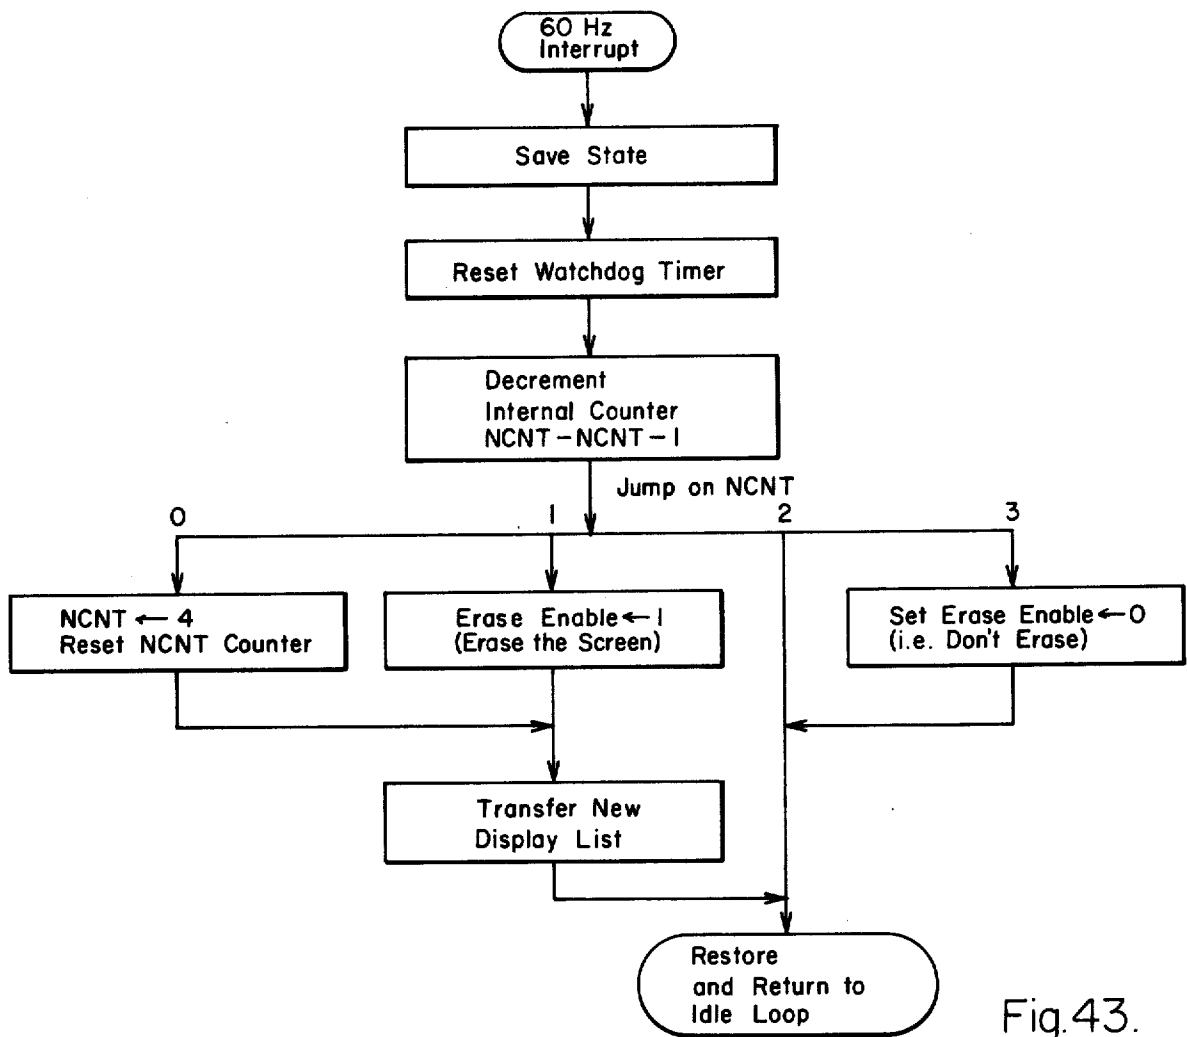 60 Hz
Interrupt
Save State
Reset Watchdog Timer
Decrement
Internal Counter
NCNT-NCNT-1
Jump on NCNT
0
1
2
3
NCNT ← 4
Reset NCNT Counter
Erase Enable ← 1
(Erase the Screen)
Set Erase Enable ← 0
(i.e. Don't Erase)
Transfer New
Display List
Restore
and Return to
Idle Loop
Fig.43.